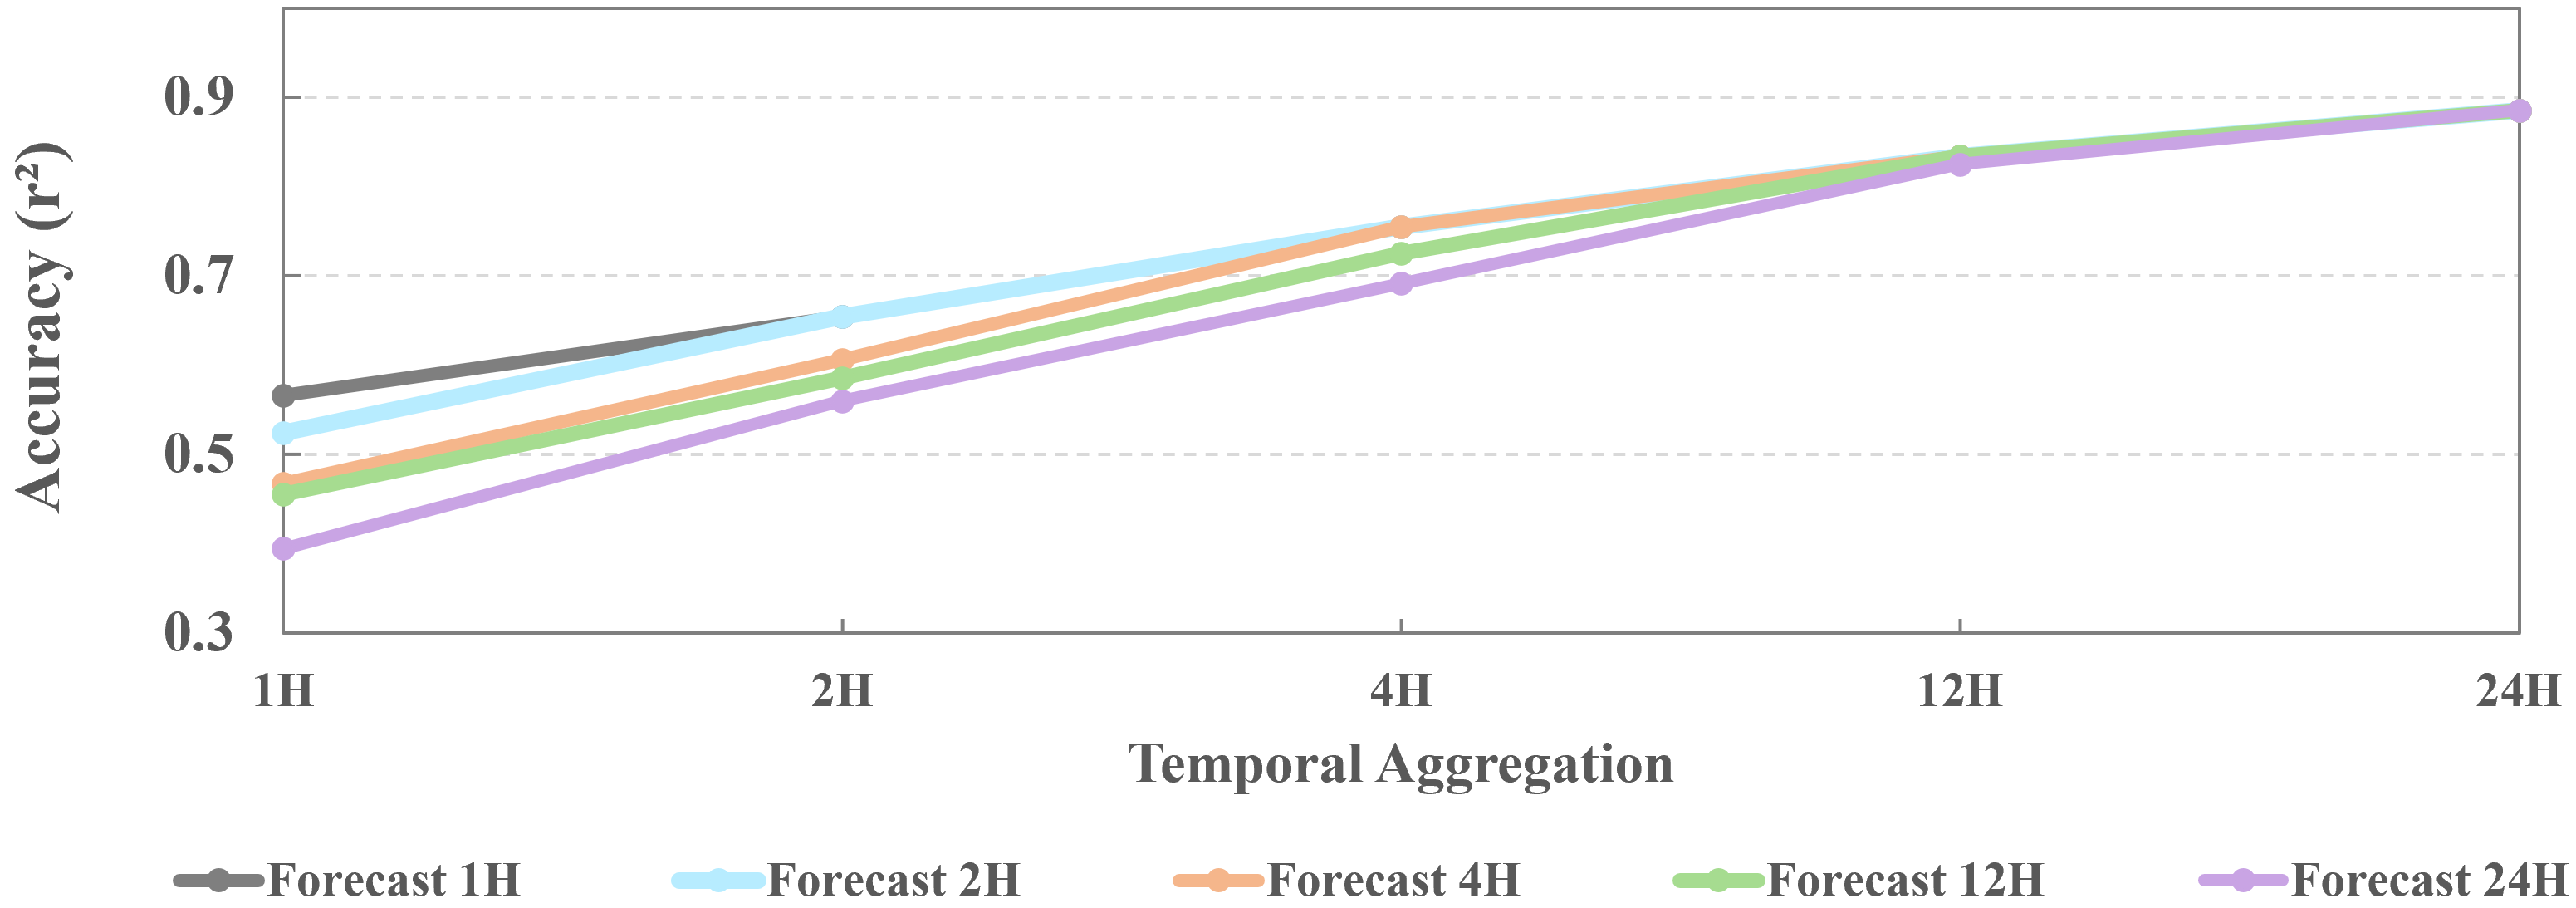 Accuracy (r²)
0.9
0.7
0.5
0.3
1H 2H 4H 12H 24H
Temporal Aggregation
Forecast 1H Forecast 2H Forecast 4H Forecast 12H Forecast 24H